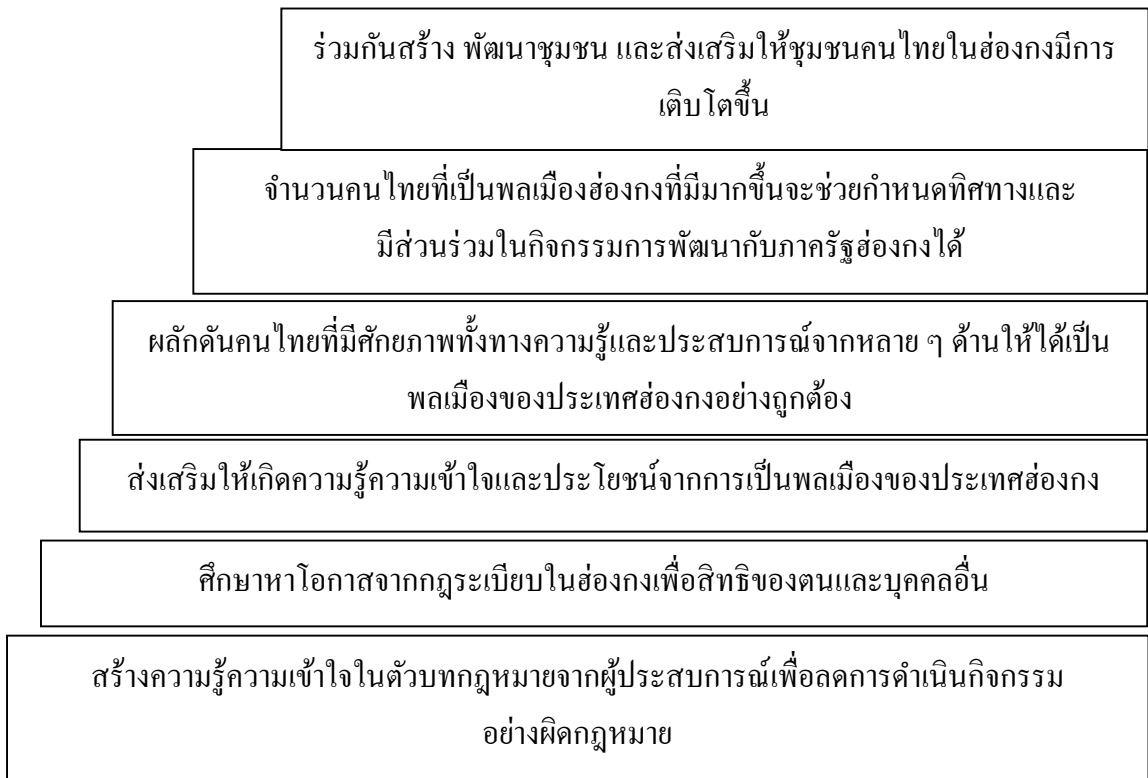 ร่วมกันสร้าง พัฒนาชุมชน และส่งเสริมให้ชุมชนคนไทยในฮ่องกงมีการ
เติบโตขึ้น
จำนวนคนไทยที่เป็นพลเมืองฮ่องกงที่มีมากขึ้นจะช่วยกำหนดทิศทางและ
มีส่วนร่วมในกิจกรรมการพัฒนากับภาครัฐฮ่องกงได้
ผลักดันคนไทยที่มีศักยภาพทั้งทางความรู้และประสบการณ์จากหลาย ๆ ด้านให้ได้เป็น
พลเมืองของประเทศฮ่องกงอย่างถูกต้อง
ส่งเสริมให้เกิดความรู้ความเข้าใจและประโยชน์จากการเป็นพลเมืองของประเทศฮ่องกง
ศึกษาหาโอกาสจากกฎระเบียบในฮ่องกงเพื่อสิทธิของตนและบุคคลอื่น
สร้างความรู้ความเข้าใจในตัวบทกฎหมายจากผู้ประสบการณ์เพื่อลดการดำเนินกิจกรรม
อย่างผิดกฎหมาย